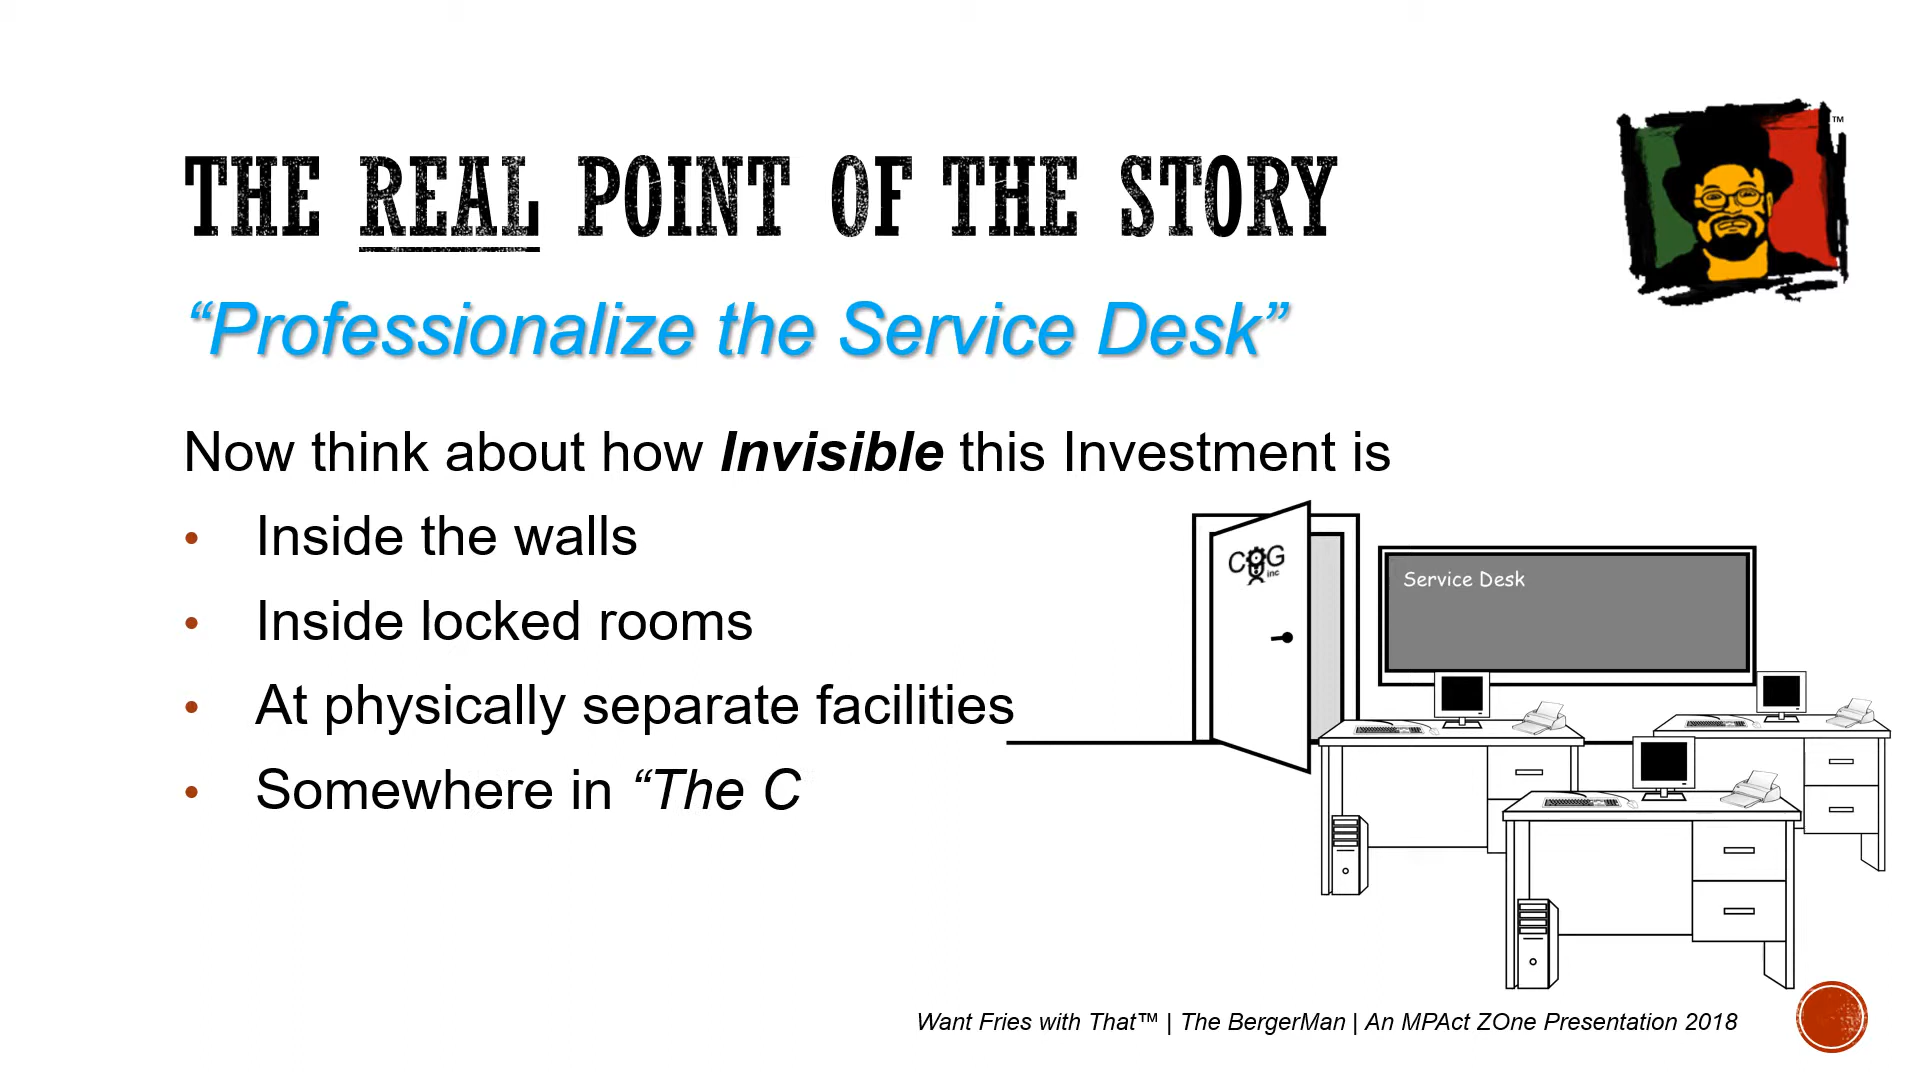 THE REAL POINT OF THE STORY
™
“Professionalize the Service Desk”
Now think about how Invisible this Investment is
• Inside the walls
• Inside locked rooms
• At physically separate facilities
• Somewhere in “The C
COG
inc
Service Desk
Want Fries with That™ | The BergerMan | An MPAct ZOne Presentation 2018